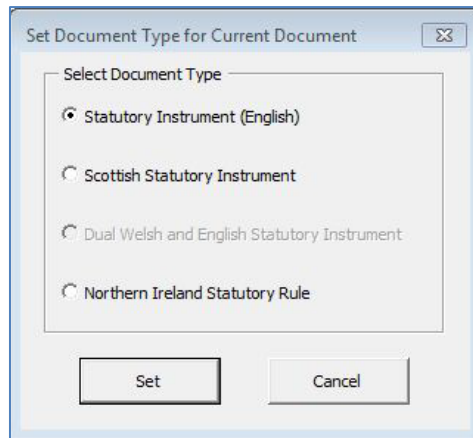 Set Document Type for Current Document
Select Document Type
Statutory Instrument (English)
Scottish Statutory Instrument
Dual Welsh and English Statutory Instrument
Northern Ireland Statutory Rule
Set
Cancel